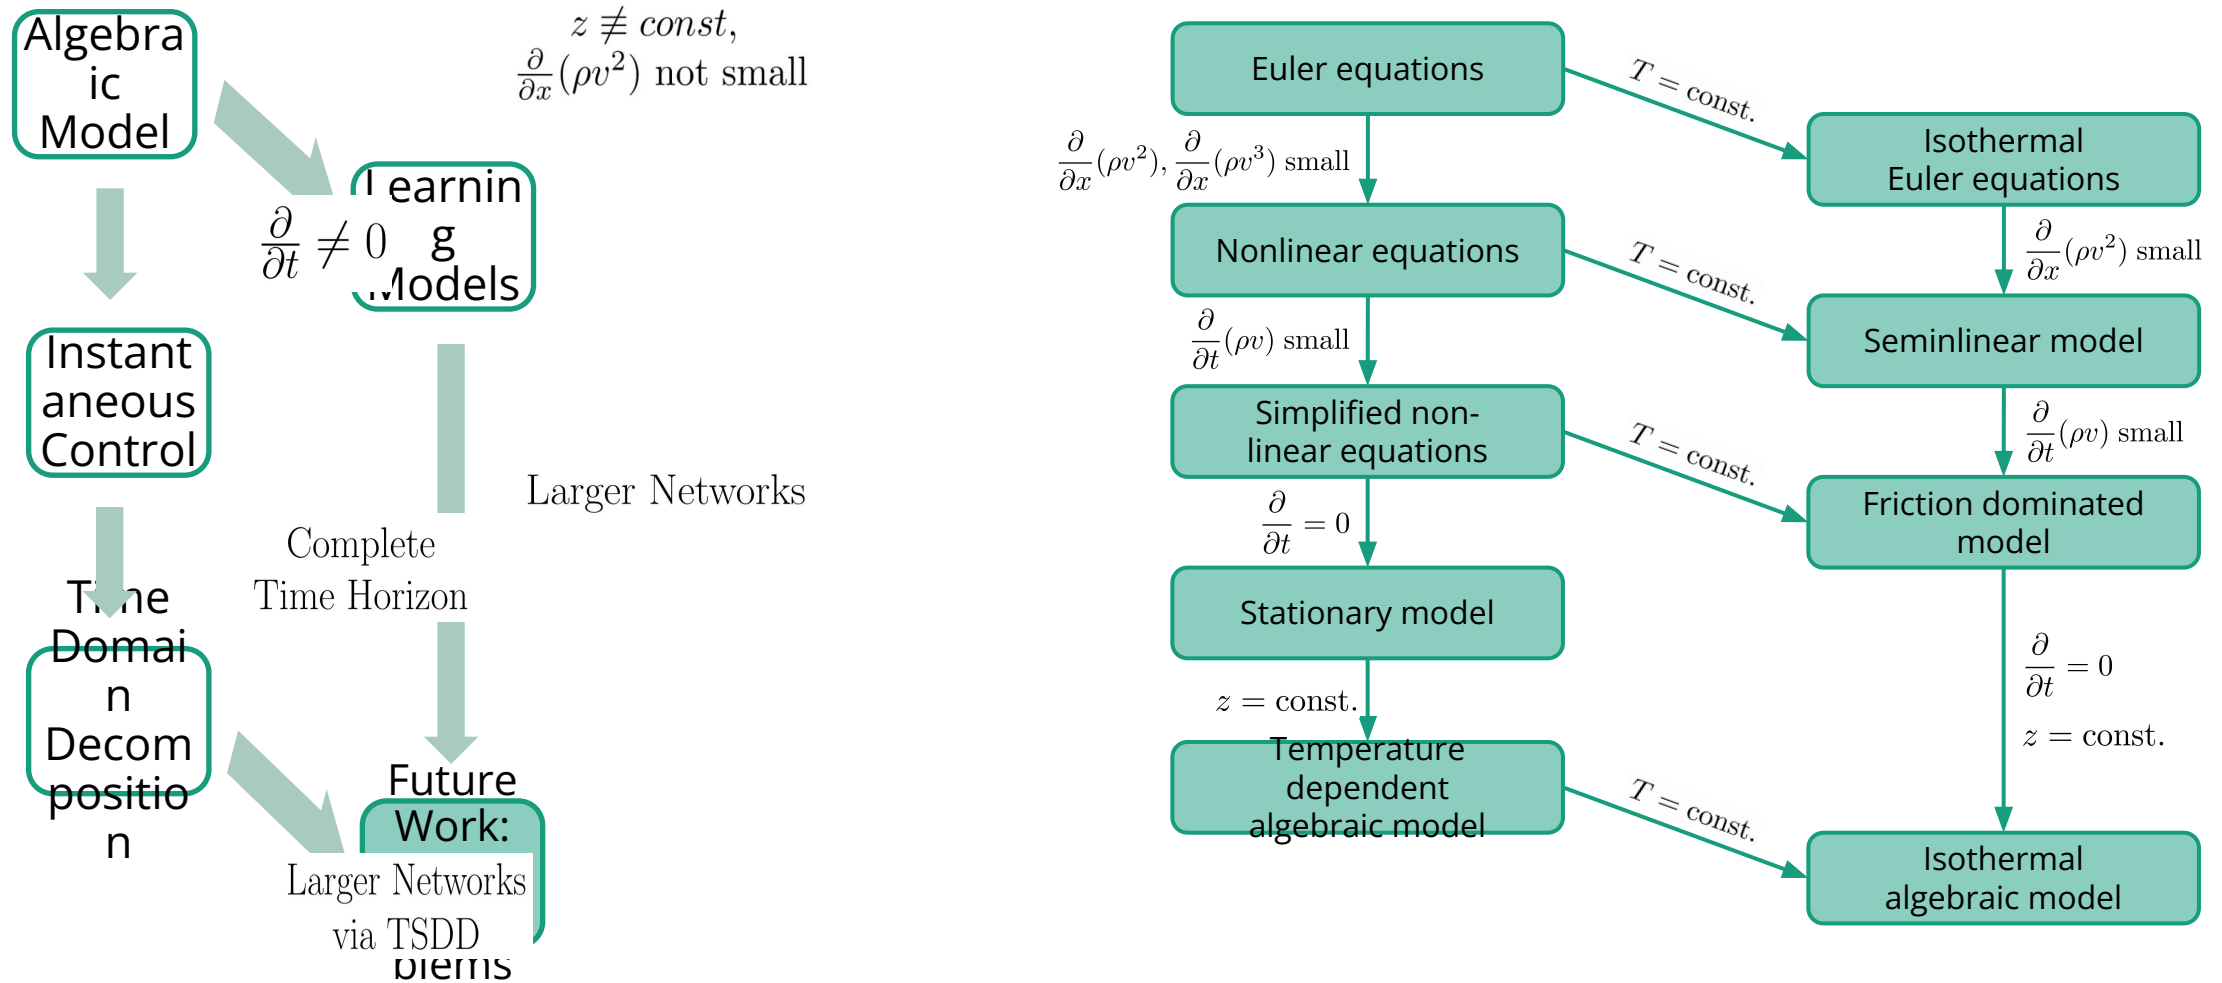 Algebra
ic
Model
z ≢ const,
∂/∂x(ρv²) not small
Learnin
g
Models
∂/∂t ≠ 0
Instant
aneous
Control
Larger Networks
Complete
Time Horizon
Time
Domai
n
Decom
positio
n
Future
Work:
Larger Networks
via TSDD
blems
Euler equations
T = const.
Isothermal
Euler equations
∂/∂x(ρv²), ∂/∂x(ρv³) small
∂/∂x(ρv²) small
Nonlinear equations
T = const.
Seminlinear model
∂/∂t(ρv) small
∂/∂t(ρv) small
Simplified non-
linear equations
T = const.
Friction dominated
model
∂/∂t = 0
Stationary model
∂/∂t = 0
z = const.
z = const.
Temperature
dependent
algebraic model
T = const.
Isothermal
algebraic model